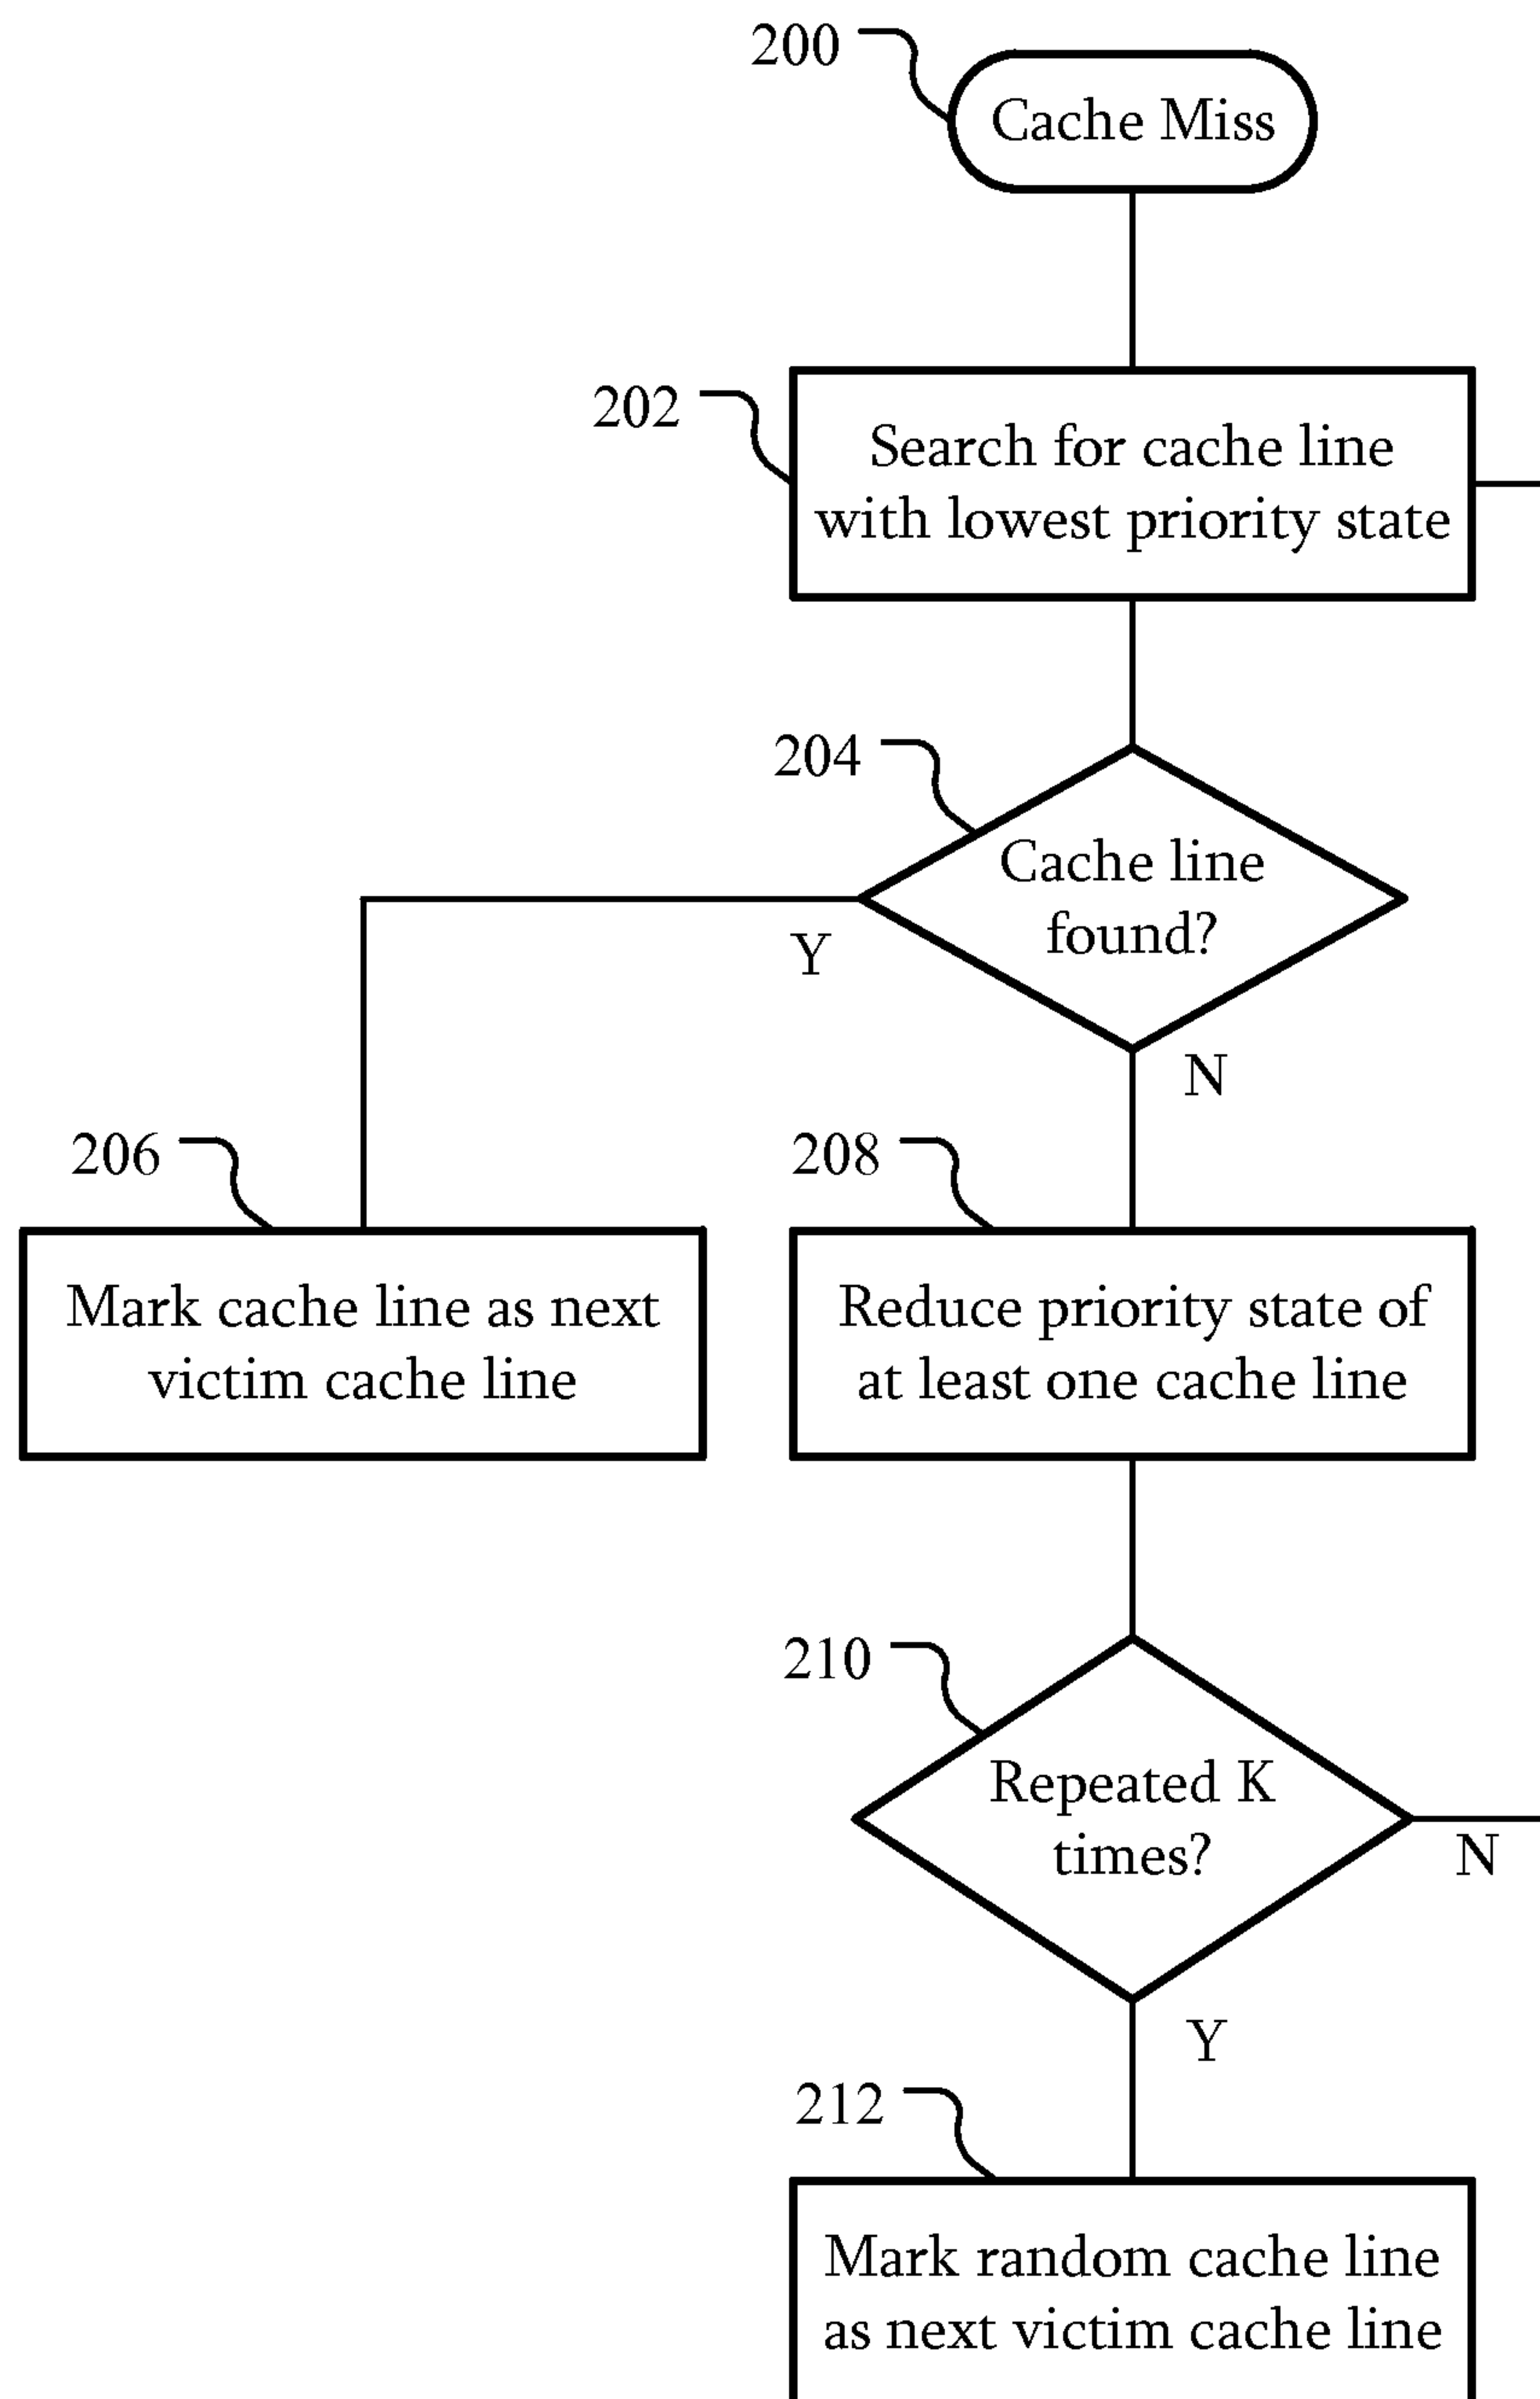 200
Cache Miss
202
Search for cache line
with lowest priority state
204
Cache line
found?
Y
N
206
Mark cache line as next
victim cache line
208
Reduce priority state of
at least one cache line
210
Repeated K
times?
N
Y
212
Mark random cache line
as next victim cache line